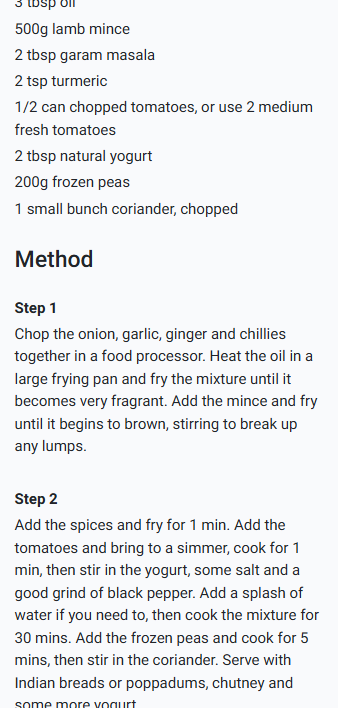 3 tbsp oil
500g lamb mince
2 tbsp garam masala
2 tsp turmeric
1/2 can chopped tomatoes, or use 2 medium
fresh tomatoes
2 tbsp natural yogurt
200g frozen peas
1 small bunch coriander, chopped
Method
Step 1
Chop the onion, garlic, ginger and chillies
together in a food processor. Heat the oil in a
large frying pan and fry the mixture until it
becomes very fragrant. Add the mince and fry
until it begins to brown, stirring to break up
any lumps.
Step 2
Add the spices and fry for 1 min. Add the
tomatoes and bring to a simmer, cook for 1
min, then stir in the yogurt, some salt and a
good grind of black pepper. Add a splash of
water if you need to, then cook the mixture for
30 mins. Add the frozen peas and cook for 5
mins, then stir in the coriander. Serve with
Indian breads or poppadums, chutney and
some more yogurt